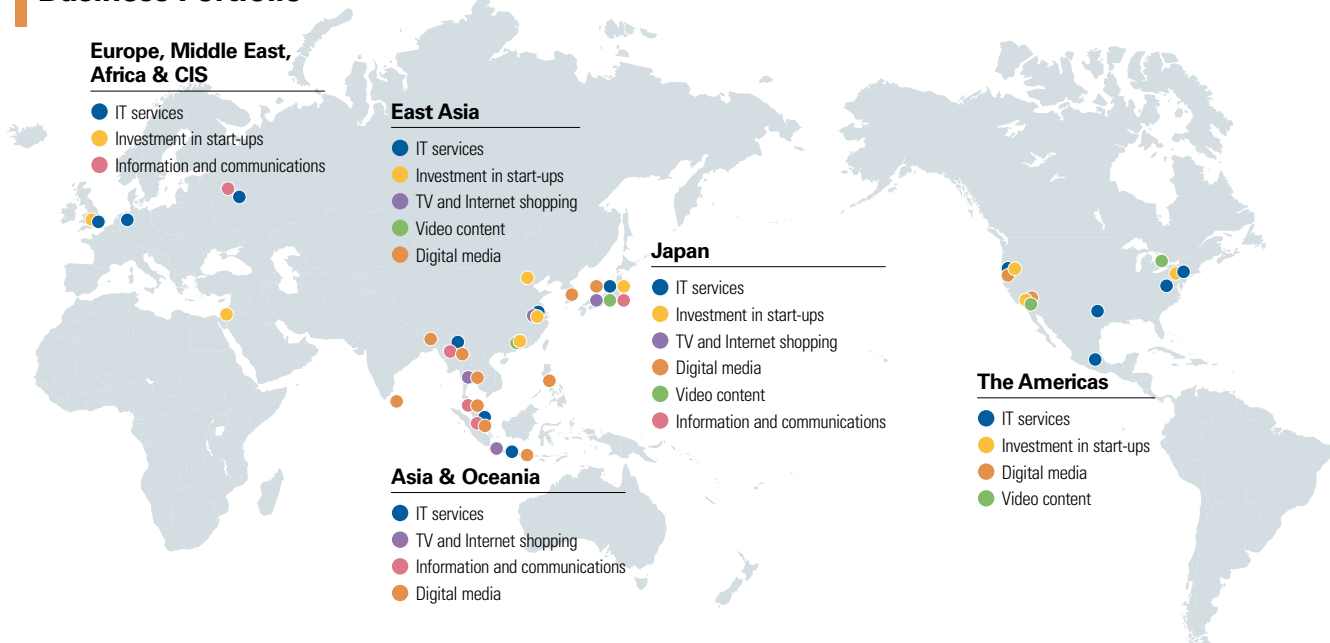 Business Portfolio
Europe, Middle East,
Africa & CIS
IT services
Investment in start-ups
Information and communications
East Asia
IT services
Investment in start-ups
TV and Internet shopping
Video content
Digital media
Japan
IT services
Investment in start-ups
TV and Internet shopping
Digital media
Video content
Information and communications
The Americas
IT services
Investment in start-ups
Digital media
Video content
Asia & Oceania
IT services
TV and Internet shopping
Information and communications
Digital media